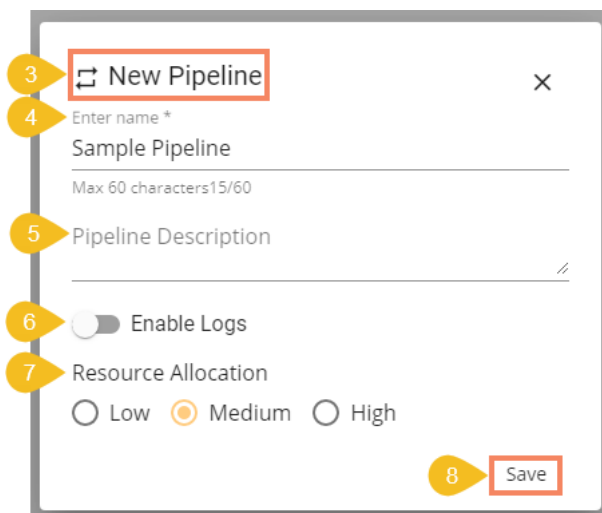 3 New Pipeline
4 Enter name *
Sample Pipeline
Max 60 characters15/60
5 Pipeline Description
6 Enable Logs
7 Resource Allocation
Low Medium High
8 Save